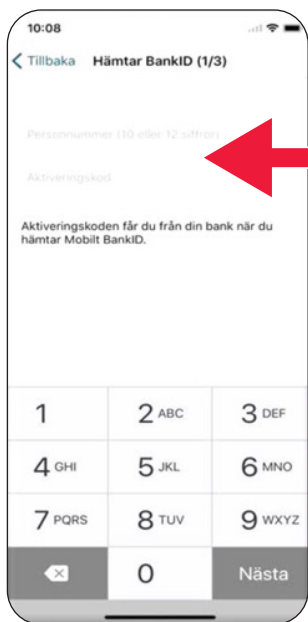 10:08
Tillbaka Hämtar BankID (1/3)
Personnummer (10 eller 12 siffror)
Aktiveringskod
Aktiveringskoden får du från din bank när du
hämtar Mobilt BankID.
1 2 ABC 3 DEF
4 GHI 5 JKL 6 MNO
7 PQRS 8 TUV 9 WXYZ
0 Nästa